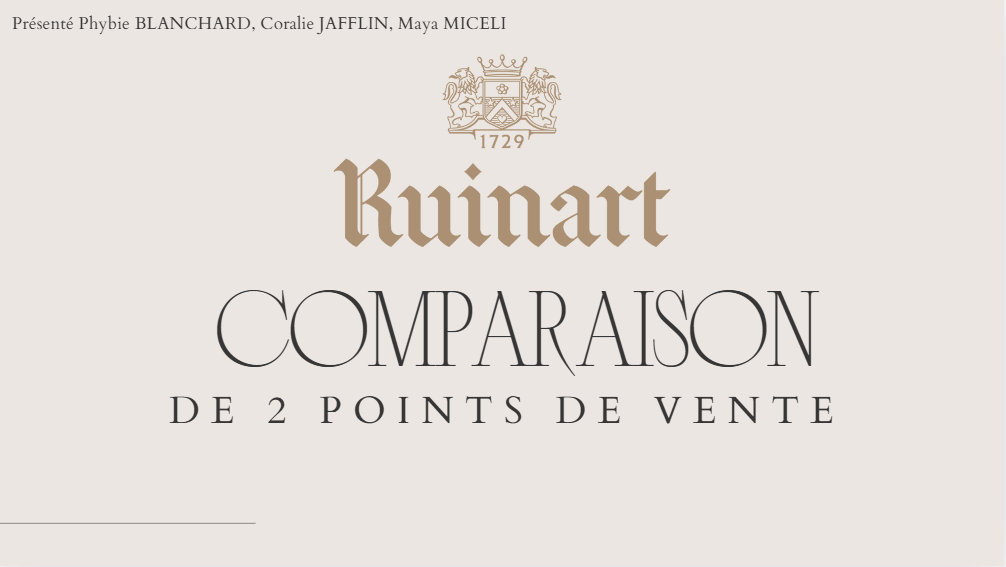 Présenté Phybie BLANCHARD, Coralie JAFFLIN, Maya MICELI
1729
Ruinart
COMPARAISON
DE 2 POINTS DE VENTE